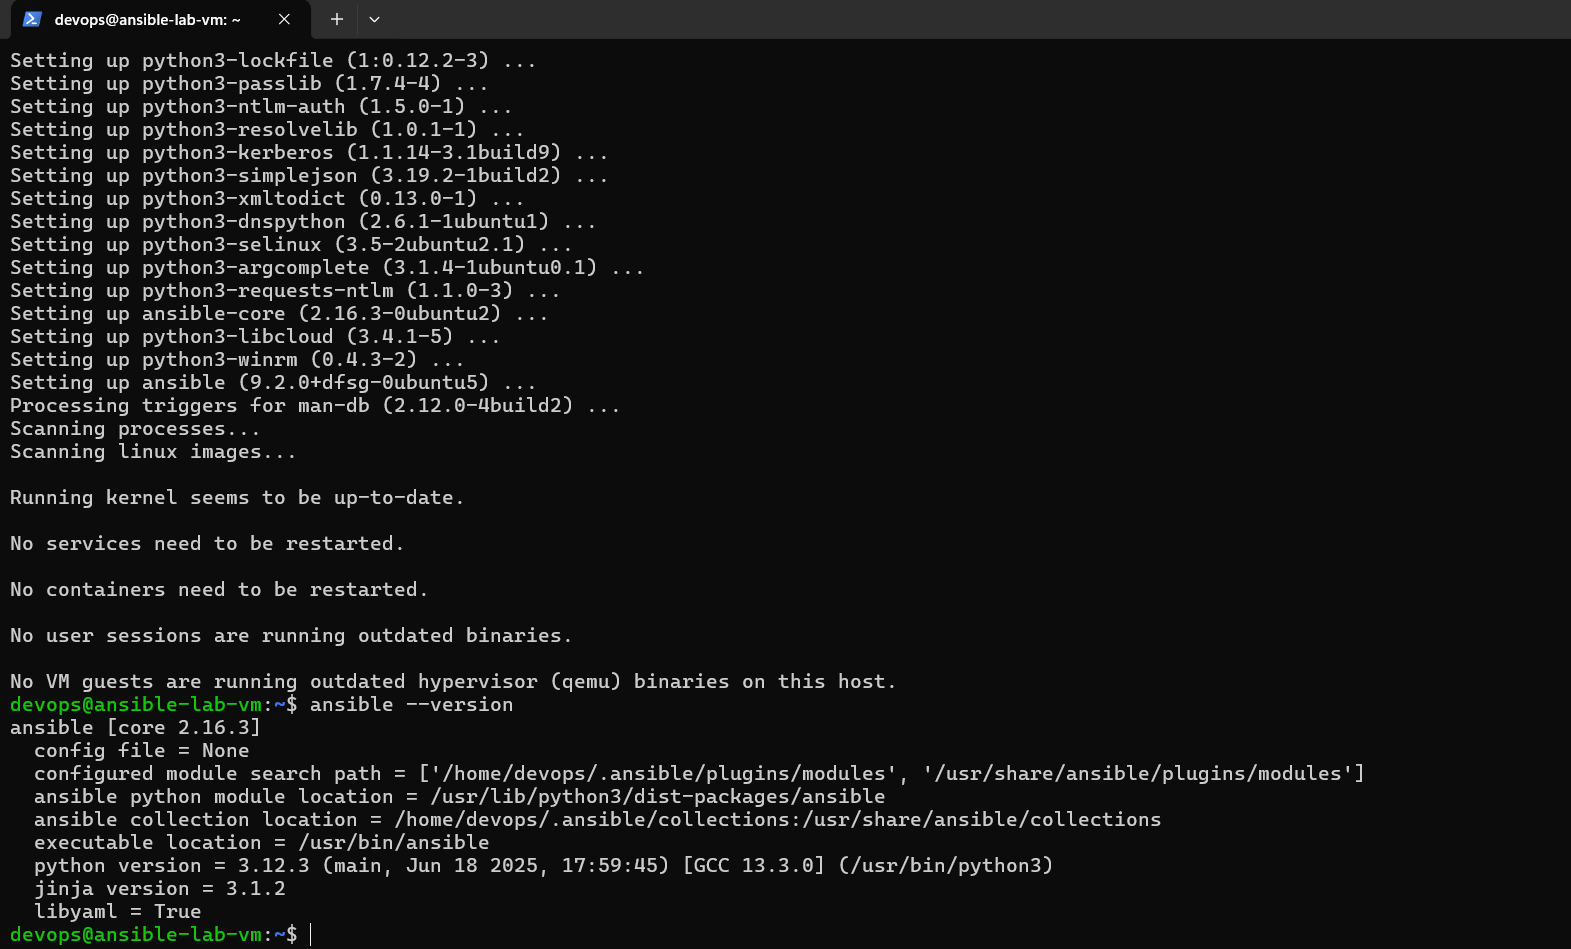 devops@ansible-lab-vm: ~
Setting up python3-lockfile (1:0.12.2-3) ...
Setting up python3-passlib (1.7.4-4) ...
Setting up python3-ntlm-auth (1.5.0-1) ...
Setting up python3-resolvelib (1.0.1-1) ...
Setting up python3-kerberos (1.1.14-3.1build9) ...
Setting up python3-simplejson (3.19.2-1build2) ...
Setting up python3-xmltodict (0.13.0-1) ...
Setting up python3-dnspython (2.6.1-1ubuntu1) ...
Setting up python3-selinux (3.5-2ubuntu2.1) ...
Setting up python3-argcomplete (3.1.4-1ubuntu0.1) ...
Setting up python3-requests-ntlm (1.1.0-3) ...
Setting up ansible-core (2.16.3-0ubuntu2) ...
Setting up python3-libcloud (3.4.1-5) ...
Setting up python3-winrm (0.4.3-2) ...
Setting up ansible (9.2.0+dfsg-0ubuntu5) ...
Processing triggers for man-db (2.12.0-4build2) ...
Scanning processes...
Scanning linux images...
Running kernel seems to be up-to-date.
No services need to be restarted.
No containers need to be restarted.
No user sessions are running outdated binaries.
No VM guests are running outdated hypervisor (qemu) binaries on this host.
devops@ansible-lab-vm:~$ ansible --version
ansible [core 2.16.3]
  config file = None
  configured module search path = ['/home/devops/.ansible/plugins/modules', '/usr/share/ansible/plugins/modules']
  ansible python module location = /usr/lib/python3/dist-packages/ansible
  ansible collection location = /home/devops/.ansible/collections:/usr/share/ansible/collections
  executable location = /usr/bin/ansible
  python version = 3.12.3 (main, Jun 18 2025, 17:59:45) [GCC 13.3.0] (/usr/bin/python3)
  jinja version = 3.1.2
  libyaml = True
devops@ansible-lab-vm:~$